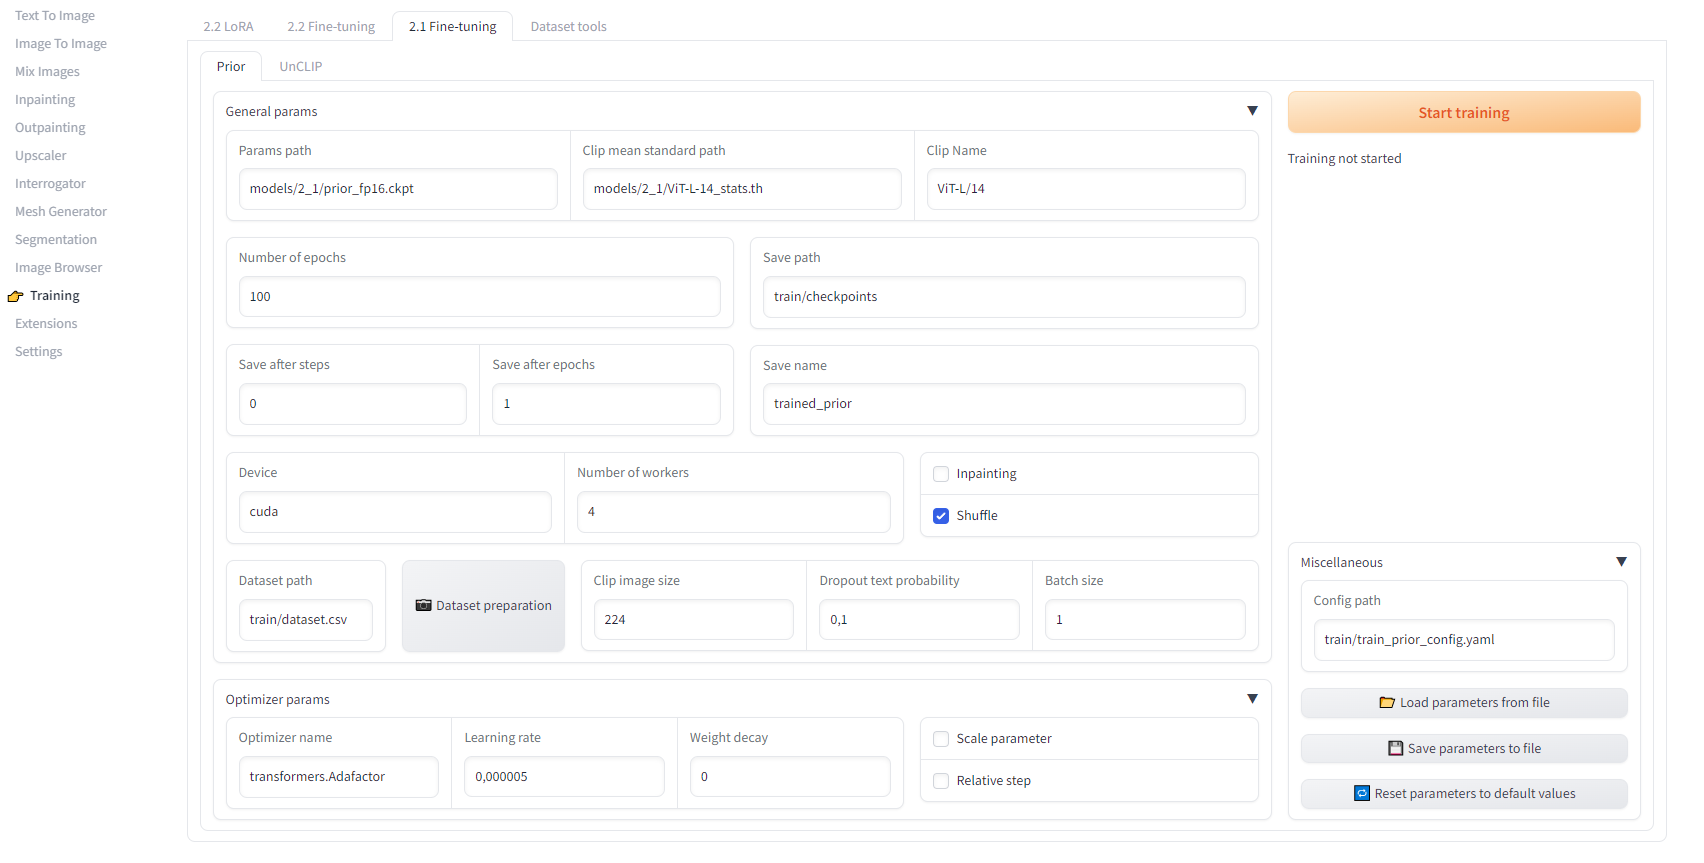 Text To Image
Image To Image
Mix Images
Inpainting
Outpainting
Upscaler
Interrogator
Mesh Generator
Segmentation
Image Browser
Training
Extensions
Settings
2.2 LoRA
2.2 Fine-tuning
2.1 Fine-tuning
Dataset tools
Prior
UnCLIP
General params
Params path
models/2_1/prior_fp16.ckpt
Clip mean standard path
models/2_1/ViT-L-14_stats.th
Clip Name
ViT-L/14
Number of epochs
100
Save path
train/checkpoints
Save after steps
0
Save after epochs
1
Save name
trained_prior
Device
cuda
Number of workers
4
Inpainting
Shuffle
Dataset path
train/dataset.csv
Dataset preparation
Clip image size
224
Dropout text probability
0,1
Batch size
1
Optimizer params
Optimizer name
transformers.Adafactor
Learning rate
0,000005
Weight decay
0
Scale parameter
Relative step
Start training
Training not started
Miscellaneous
Config path
train/train_prior_config.yaml
Load parameters from file
Save parameters to file
Reset parameters to default values